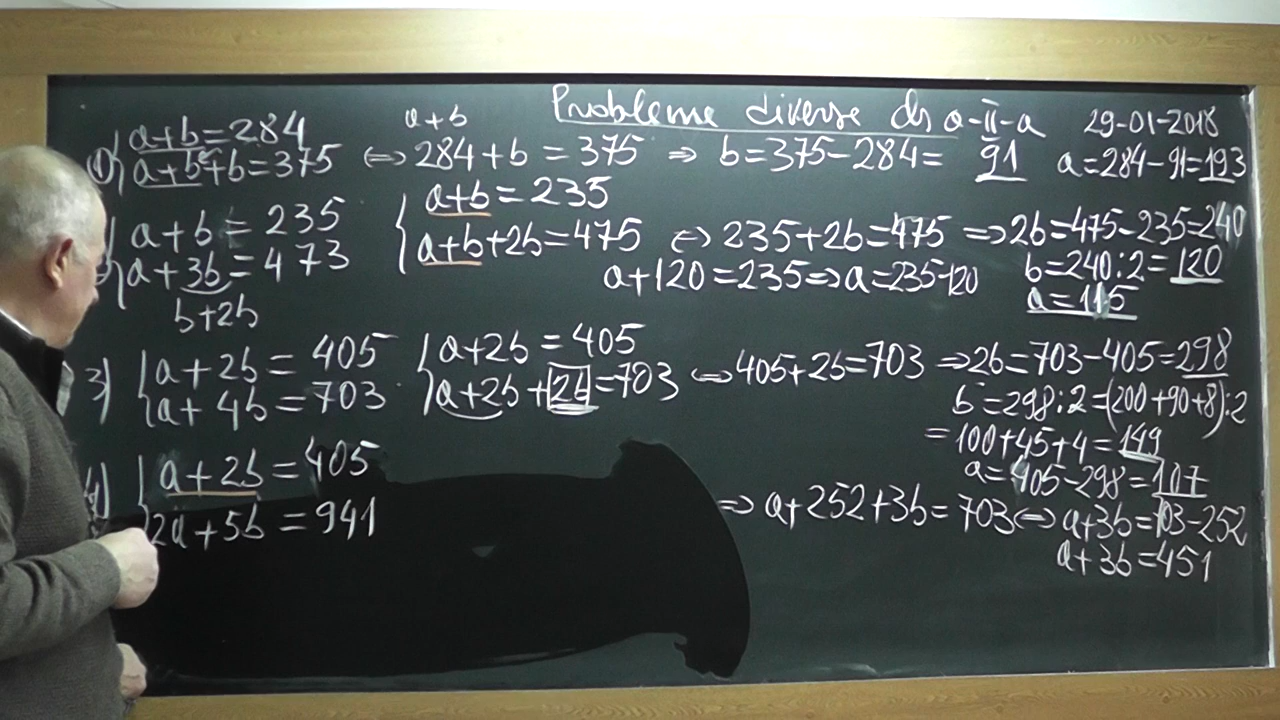 Probleme diverse cls a-II-a 29-01-2018
1) { a+b=284
a+b+b=375 ⇔ 284+b=375 ⇒ b=375-284= 91 a=284-91=193
a+b
a+b=235
a+3b=473
b+2b
{ a+b=235
a+b+2b=475 ⇔ 235+2b=475 ⇒ 2b=475-235=240
a+120=235 ⇒ a=235-120 b=240:2=120
a=115
3) { a+2b=405
a+4b=703
{ a+2b=405
a+2b+2b=703 ⇔ 405+2b=703 ⇒ 2b=703-405=298
b=298:2=(200+90+8):2
=100+45+4=149
a=405-298=107
4) { a+2b=405
2a+5b=941
⇒ a+252+3b=703 ⇔ a+3b=703-252
a+3b=451